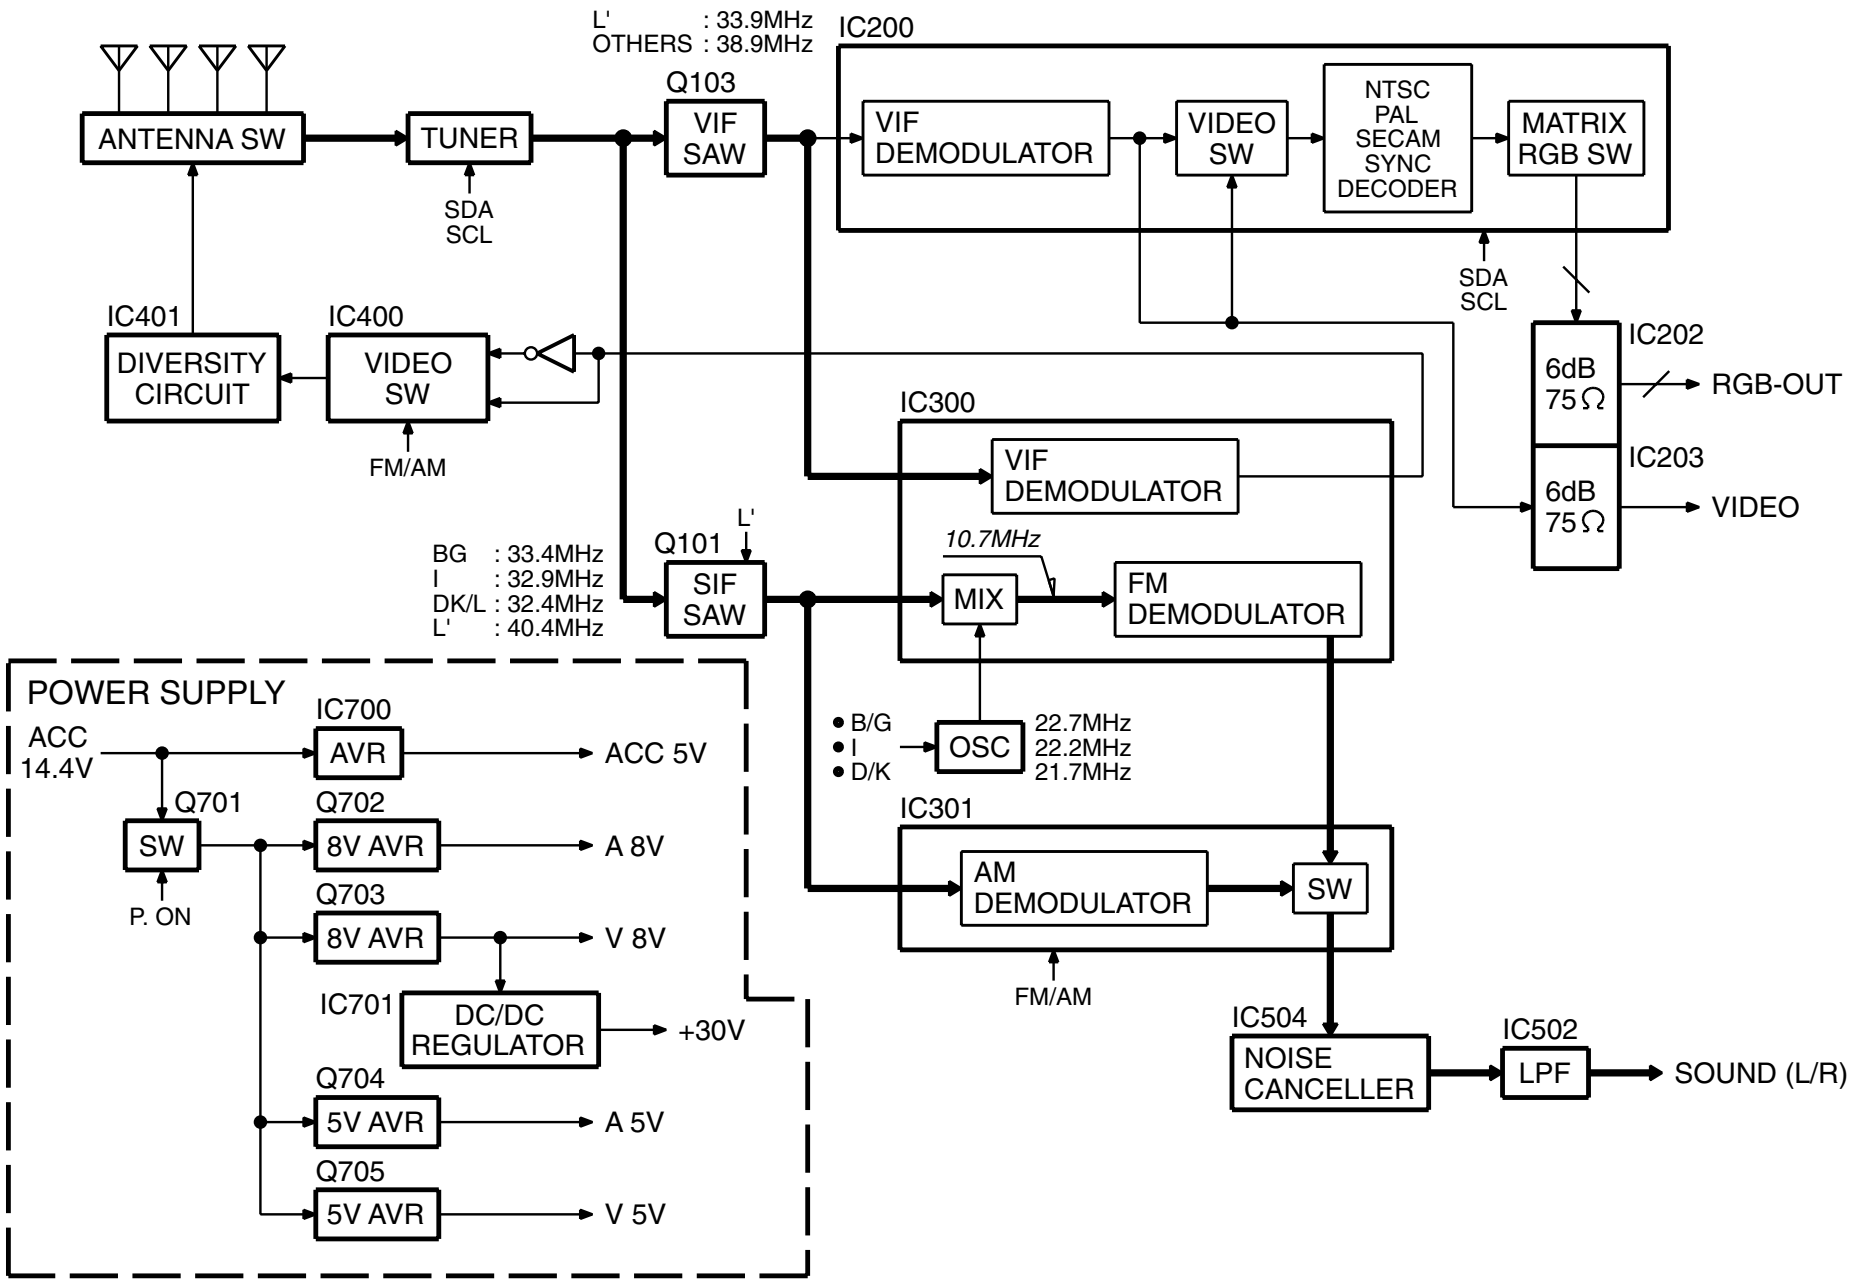 L' : 33.9MHz
OTHERS : 38.9MHz
IC200
Q103
ANTENNA SW
TUNER
VIF
SAW
VIF
DEMODULATOR
VIDEO
SW
NTSC
PAL
SECAM
SYNC
DECODER
MATRIX
RGB SW
SDA
SCL
SDA
SCL
IC401
DIVERSITY
CIRCUIT
IC400
VIDEO
SW
FM/AM
IC202
6dB
75Ω
RGB-OUT
IC203
6dB
75Ω
VIDEO
IC300
VIF
DEMODULATOR
10.7MHz
MIX
FM
DEMODULATOR
L'
Q101
SIF
SAW
BG : 33.4MHz
I : 32.9MHz
DK/L : 32.4MHz
L' : 40.4MHz
• B/G
• I
• D/K
OSC
22.7MHz
22.2MHz
21.7MHz
IC301
AM
DEMODULATOR
SW
FM/AM
IC504
NOISE
CANCELLER
IC502
LPF
SOUND (L/R)
POWER SUPPLY
ACC
14.4V
IC700
AVR
ACC 5V
Q701
SW
P. ON
Q702
8V AVR
A 8V
Q703
8V AVR
V 8V
IC701
DC/DC
REGULATOR
+30V
Q704
5V AVR
A 5V
Q705
5V AVR
V 5V